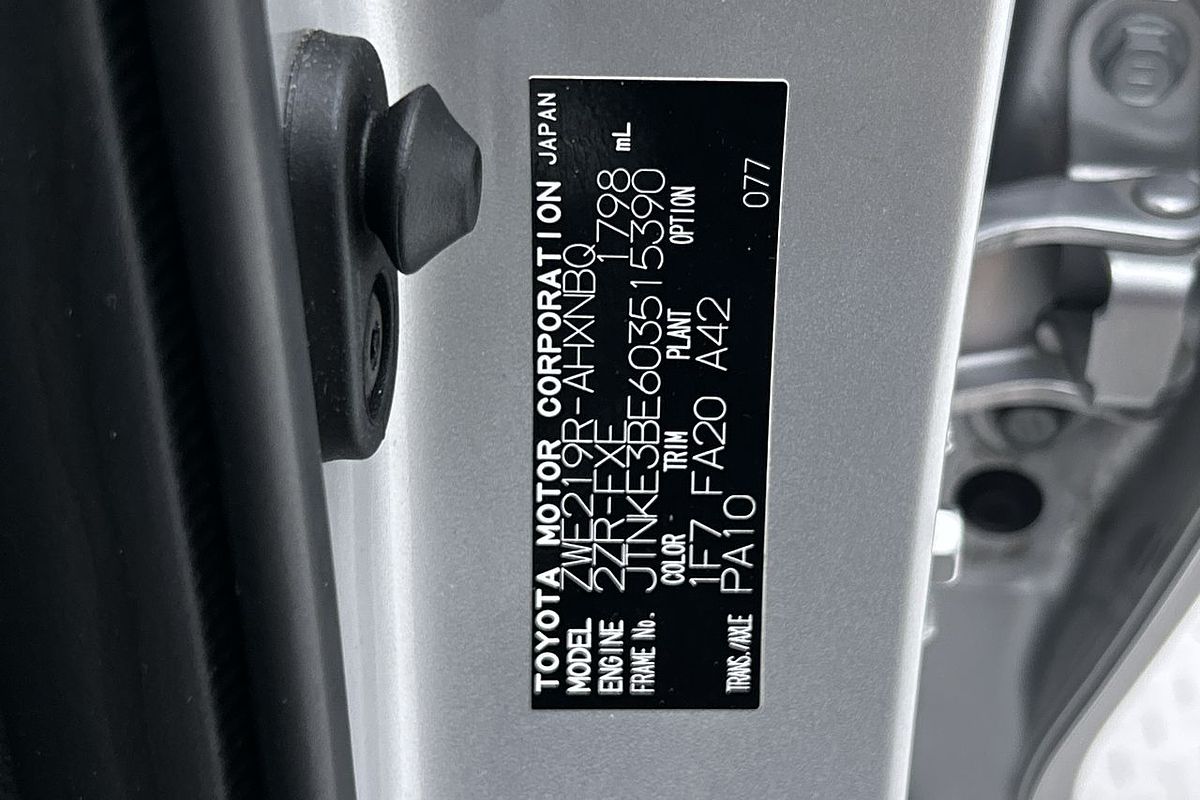 TOYOTA MOTOR CORPORATION JAPAN
MODEL ZWE219R-AHXNBQ
ENGINE 2ZR-FXE 1798 mL
FRAME No. JTNKE3BE603515390
COLOR TRIM PLANT OPTION
1F7 FA20 A42
TRANS./AXLE PA10 077